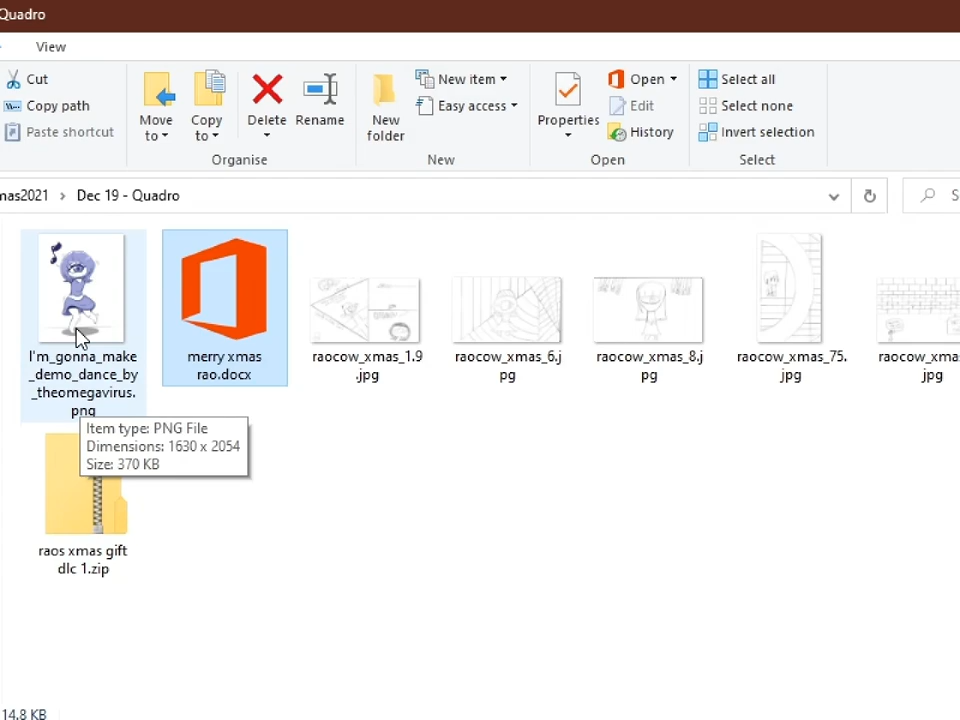 Quadro
View
Cut
Copy path
Paste shortcut
Move to
Copy to
Delete
Rename
Organise
New folder
New item
Easy access
New
Properties
Open
Edit
History
Open
Select all
Select none
Invert selection
Select
mas2021 › Dec 19 - Quadro
S
I'm_gonna_make
_demo_dance_by
_theomegavirus.
png
merry xmas
rao.docx
raocow_xmas_1.9
.jpg
raocow_xmas_6.j
pg
raocow_xmas_8.j
pg
raocow_xmas_75.
jpg
raocow_xmas
jpg
Item type: PNG File
Dimensions: 1630 x 2054
Size: 370 KB
raos xmas gift
dlc 1.zip
14.8 KB